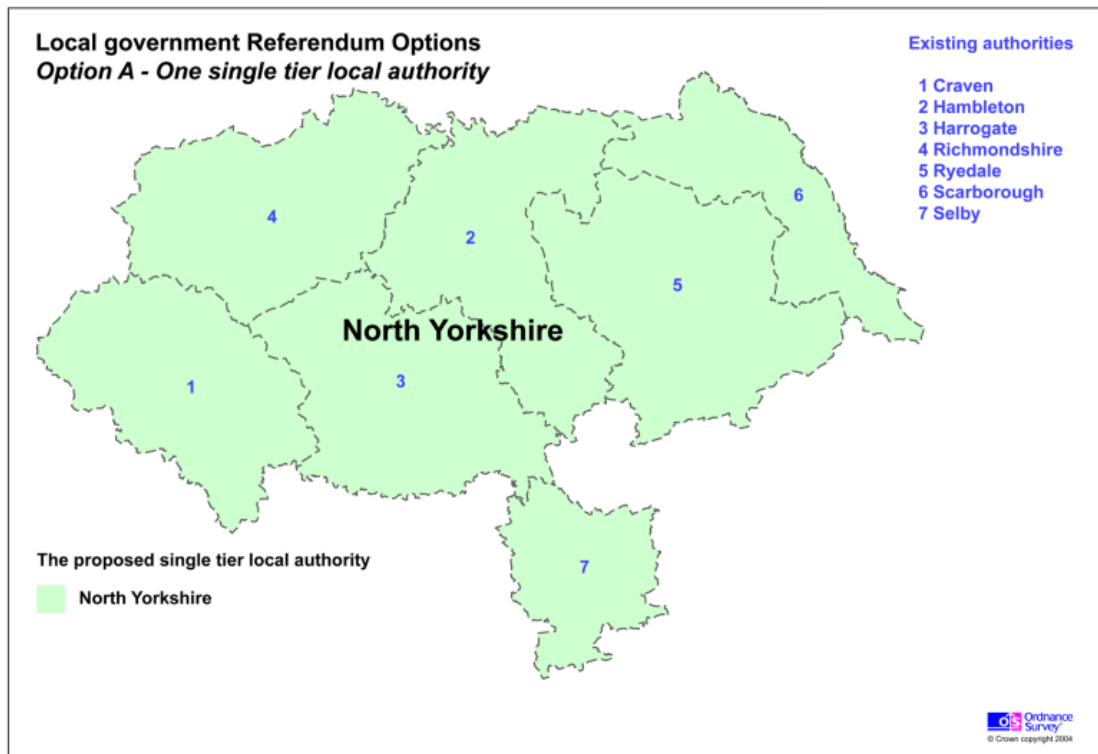 Local government Referendum Options
Option A - One single tier local authority
Existing authorities
1 Craven
2 Hambleton
3 Harrogate
4 Richmondshire
5 Ryedale
6 Scarborough
7 Selby
4
2
6
5
North Yorkshire
1
3
7
The proposed single tier local authority
North Yorkshire
os
Ordnance
Survey®
© Crown copyright 2004